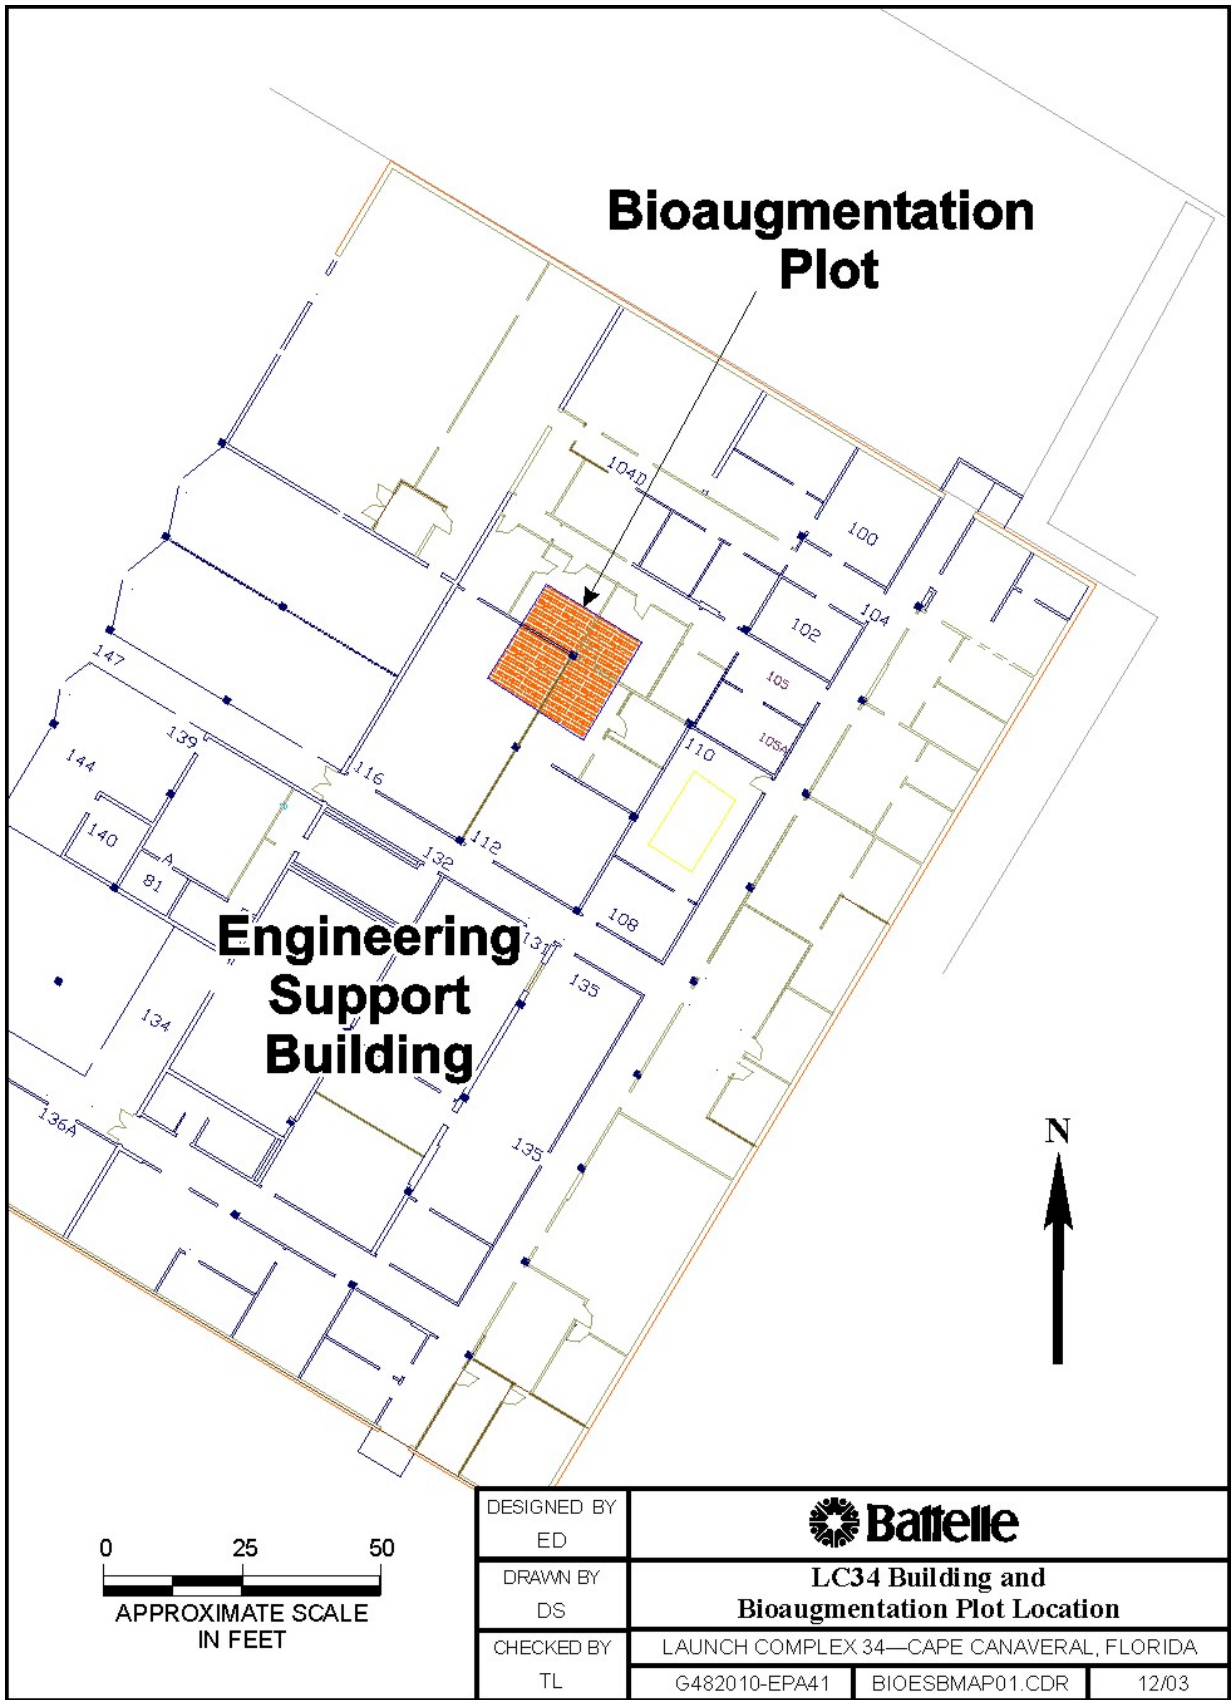 Bioaugmentation
Plot
104D
100
104
102
105
105A
110
147
139
144
116
140
A
81
132
112
108
Engineering
Support
Building
131
135
134
136A
135
N
0 25 50
APPROXIMATE SCALE
IN FEET
DESIGNED BY
ED
Battelle
DRAWN BY
DS
LC34 Building and
Bioaugmentation Plot Location
CHECKED BY
TL
LAUNCH COMPLEX 34—CAPE CANAVERAL, FLORIDA
G482010-EPA41 BIOESBMAP01.CDR 12/03